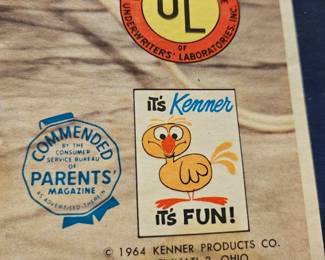 UL
UNDERWRITERS' LABORATORIES, INC.
OF
iT's Kenner
iT's FUN!
COMMENDED
BY THE
CONSUMER
SERVICE BUREAU
OF
PARENTS'
MAGAZINE
AS ADVERTISED THEREIN
© 1964 KENNER PRODUCTS CO.
OHIO